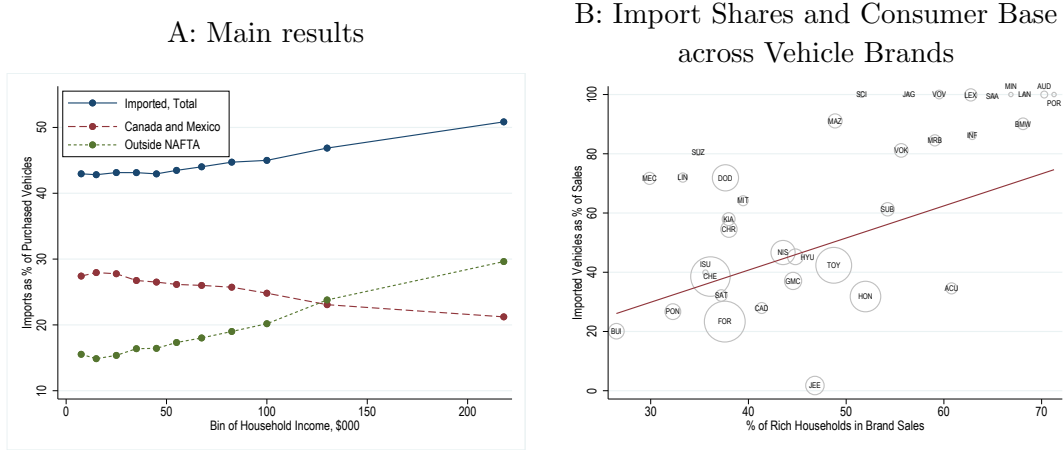 A: Main results
Imported, Total
Canada and Mexico
Outside NAFTA
Imports as % of Purchased Vehicles
50
40
30
20
10
0
50
100
150
200
Bin of Household Income, $000
B: Import Shares and Consumer Base
across Vehicle Brands
Imported Vehicles as % of Sales
100
80
60
40
20
0
SCI
JAG
VOV
LEX
SAA
MIN
LAN
AUD
POR
MAZ
BMW
MRB
INF
VOK
SUZ
MEC
LIN
DOD
MIT
SUB
KIA
CHR
NIS
HYU
ISU
TOY
CHE
GMC
ACU
SAT
HON
PON
CAD
FOR
BUI
JEE
30
40
50
60
70
% of Rich Households in Brand Sales